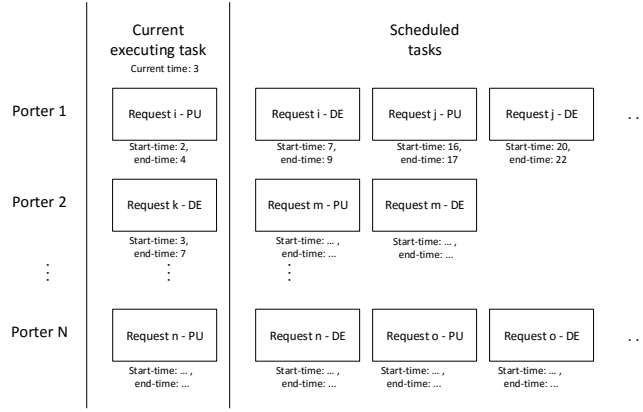 Current
executing task
Current time: 3
Scheduled
tasks
Porter 1
Request i - PU
Request i - DE
Request j - PU
Request j - DE
. .
Start-time: 2,
end-time: 4
Start-time: 7,
end-time: 9
Start-time: 16,
end-time: 17
Start-time: 20,
end-time: 22
Porter 2
Request k - DE
Request m - PU
Request m - DE
Start-time: 3,
end-time: 7
Start-time: ... ,
end-time: ...
Start-time: ... ,
end-time: ...
Porter N
Request n - PU
Request n - DE
Request o - PU
Request o - DE
. .
Start-time: ... ,
end-time: ...
Start-time: ... ,
end-time: ...
Start-time: ... ,
end-time: ...
Start-time: ... ,
end-time: ...